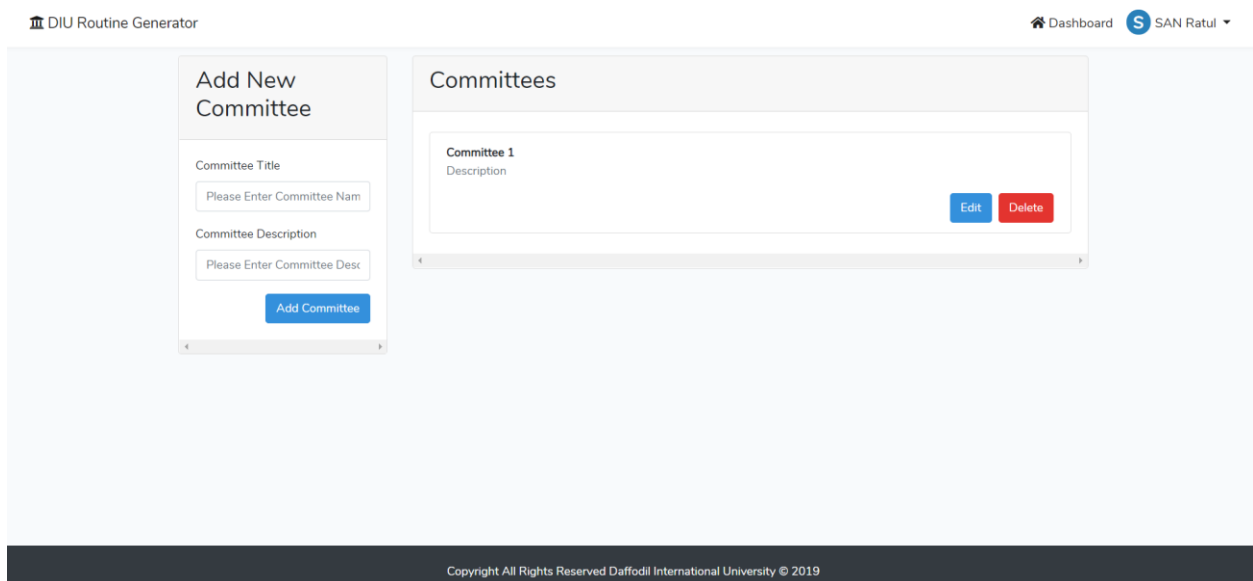 DIU Routine Generator
Dashboard
S
SAN Ratul
Add New
Committee
Committee Title
Please Enter Committee Nam
Committee Description
Please Enter Committee Desc
Add Committee
Committees
Committee 1
Description
Edit
Delete
Copyright All Rights Reserved Daffodil International University © 2019